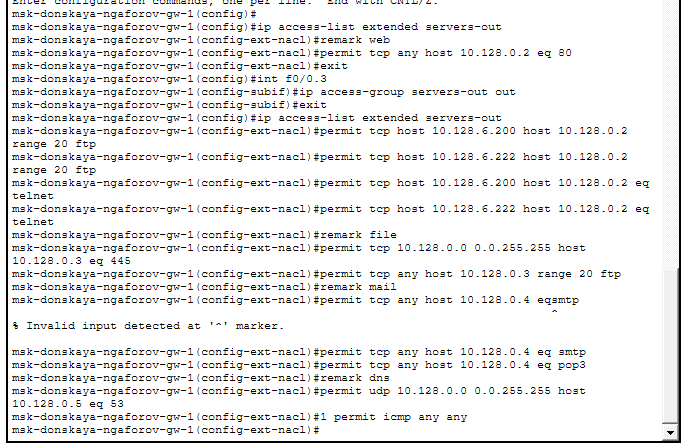 Enter configuration commands, one per line.  End with CNTL/Z.
msk-donskaya-ngaforov-gw-1(config)#
msk-donskaya-ngaforov-gw-1(config)#ip access-list extended servers-out
msk-donskaya-ngaforov-gw-1(config-ext-nacl)#remark web
msk-donskaya-ngaforov-gw-1(config-ext-nacl)#permit tcp any host 10.128.0.2 eq 80
msk-donskaya-ngaforov-gw-1(config-ext-nacl)#exit
msk-donskaya-ngaforov-gw-1(config)#int f0/0.3
msk-donskaya-ngaforov-gw-1(config-subif)#ip access-group servers-out out
msk-donskaya-ngaforov-gw-1(config-subif)#exit
msk-donskaya-ngaforov-gw-1(config)#ip access-list extended servers-out
msk-donskaya-ngaforov-gw-1(config-ext-nacl)#permit tcp host 10.128.6.200 host 10.128.0.2
range 20 ftp
msk-donskaya-ngaforov-gw-1(config-ext-nacl)#permit tcp host 10.128.6.222 host 10.128.0.2
range 20 ftp
msk-donskaya-ngaforov-gw-1(config-ext-nacl)#permit tcp host 10.128.6.200 host 10.128.0.2 eq
telnet
msk-donskaya-ngaforov-gw-1(config-ext-nacl)#permit tcp host 10.128.6.222 host 10.128.0.2 eq
telnet
msk-donskaya-ngaforov-gw-1(config-ext-nacl)#remark file
msk-donskaya-ngaforov-gw-1(config-ext-nacl)#permit tcp 10.128.0.0 0.0.255.255 host
10.128.0.3 eq 445
msk-donskaya-ngaforov-gw-1(config-ext-nacl)#permit tcp any host 10.128.0.3 range 20 ftp
msk-donskaya-ngaforov-gw-1(config-ext-nacl)#remark mail
msk-donskaya-ngaforov-gw-1(config-ext-nacl)#permit tcp any host 10.128.0.4 eqsmtp
^
% Invalid input detected at '^' marker.
msk-donskaya-ngaforov-gw-1(config-ext-nacl)#permit tcp any host 10.128.0.4 eq smtp
msk-donskaya-ngaforov-gw-1(config-ext-nacl)#permit tcp any host 10.128.0.4 eq pop3
msk-donskaya-ngaforov-gw-1(config-ext-nacl)#remark dns
msk-donskaya-ngaforov-gw-1(config-ext-nacl)#permit udp 10.128.0.0 0.0.255.255 host
10.128.0.5 eq 53
msk-donskaya-ngaforov-gw-1(config-ext-nacl)#1 permit icmp any any
msk-donskaya-ngaforov-gw-1(config-ext-nacl)#